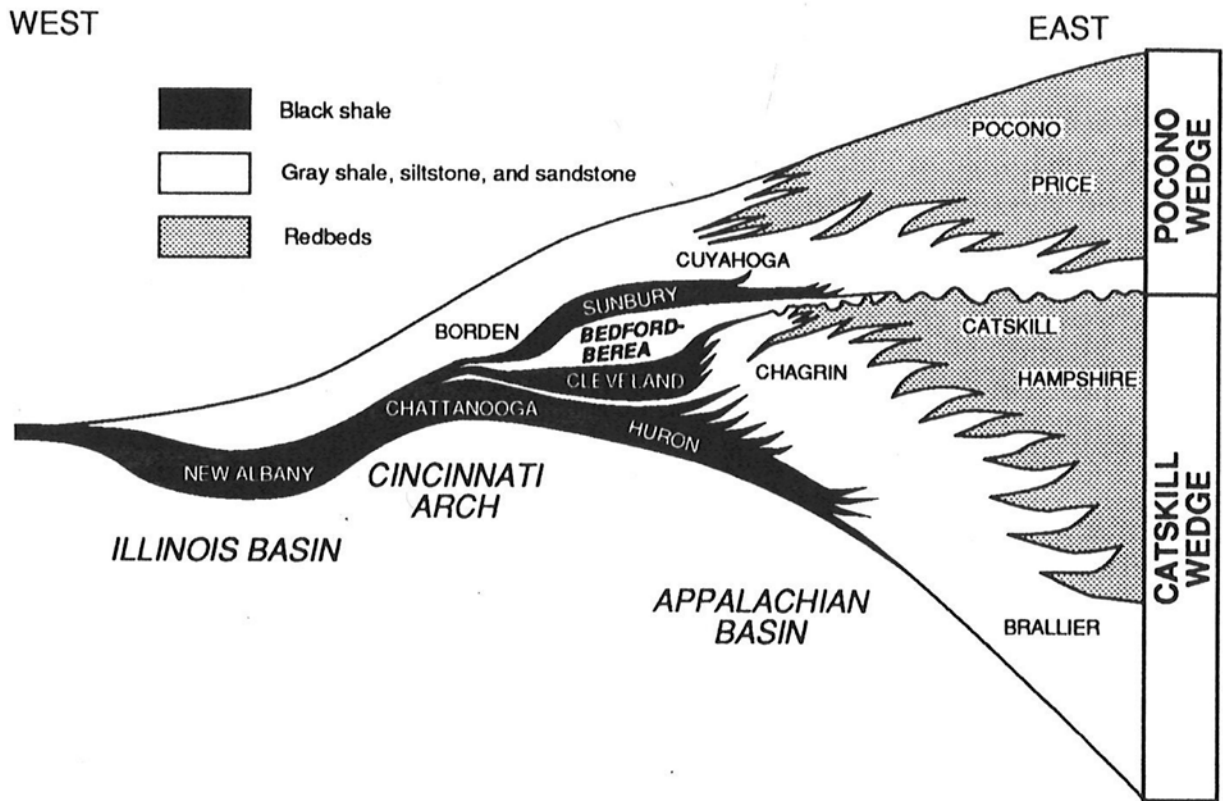 WEST
EAST
Black shale
Gray shale, siltstone, and sandstone
Redbeds
POCONO
PRICE
POCONO
WEDGE
CUYAHOGA
SUNBURY
BORDEN
BEDFORD-
BEREA
CATSKILL
CLEVELAND
CHAGRIN
HAMPSHIRE
CHATTANOOGA
HURON
NEW ALBANY
CINCINNATI
ARCH
ILLINOIS BASIN
APPALACHIAN
BASIN
BRALLIER
CATSKILL
WEDGE